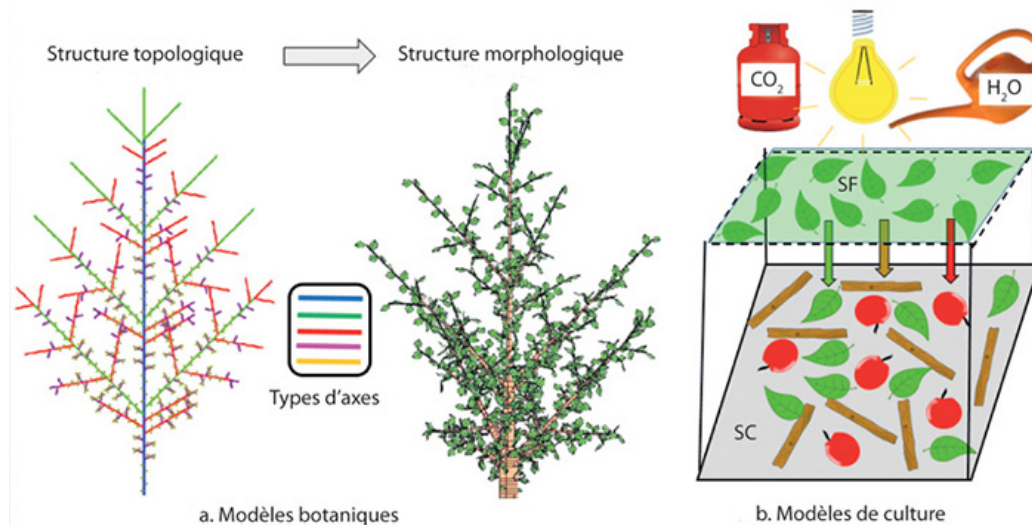 Structure topologique
Structure morphologique
Types d'axes
a. Modèles botaniques
CO₂
H₂O
SF
SC
b. Modèles de culture